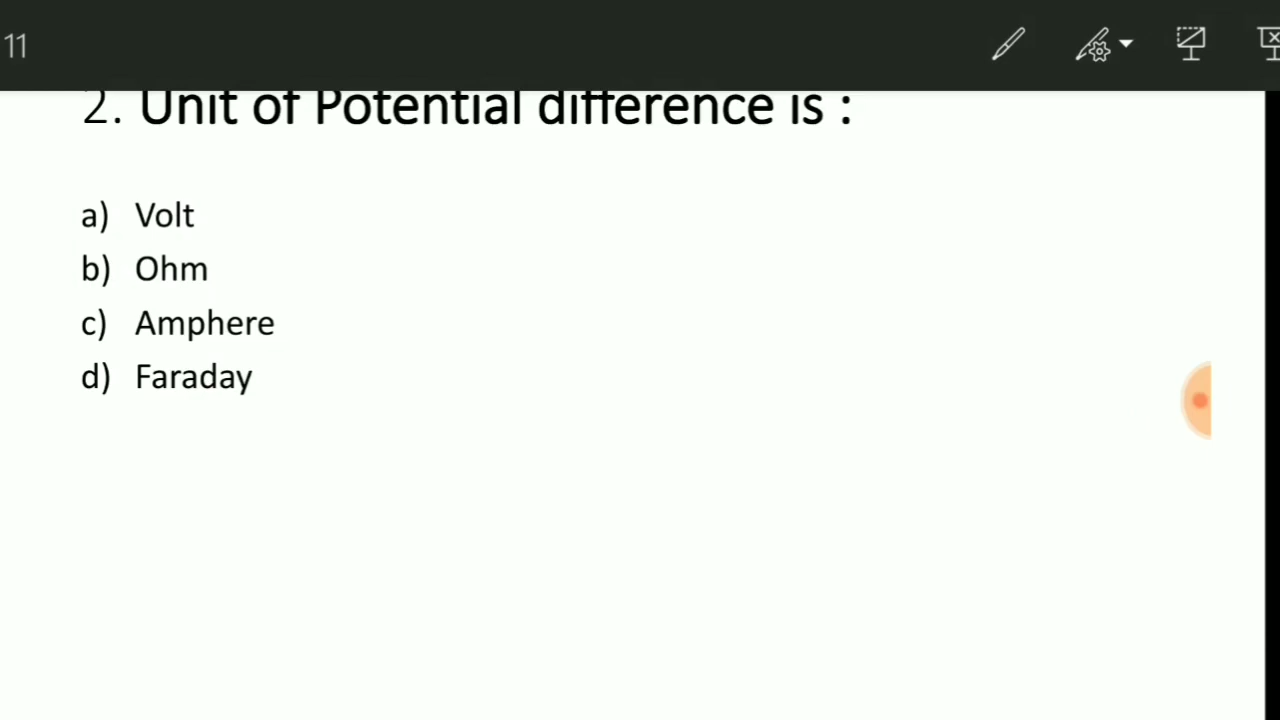 11
2. Unit of Potential difference is :
a) Volt
b) Ohm
c) Amphere
d) Faraday